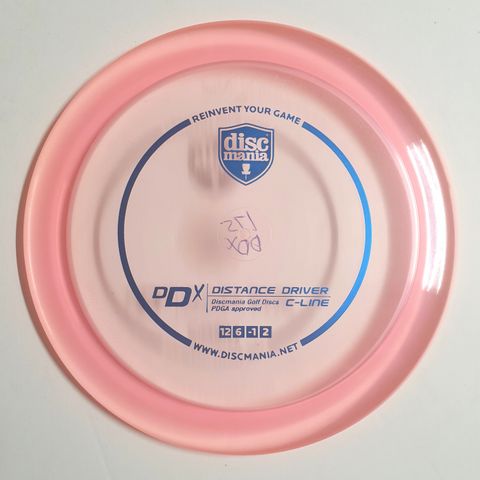 REINVENT YOUR GAME
disc
mania
DDx
172
DDX
DISTANCE DRIVER
Discmania Golf Discs
PDGA approved
C-LINE
12 6 -1 2
WWW.DISCMANIA.NET